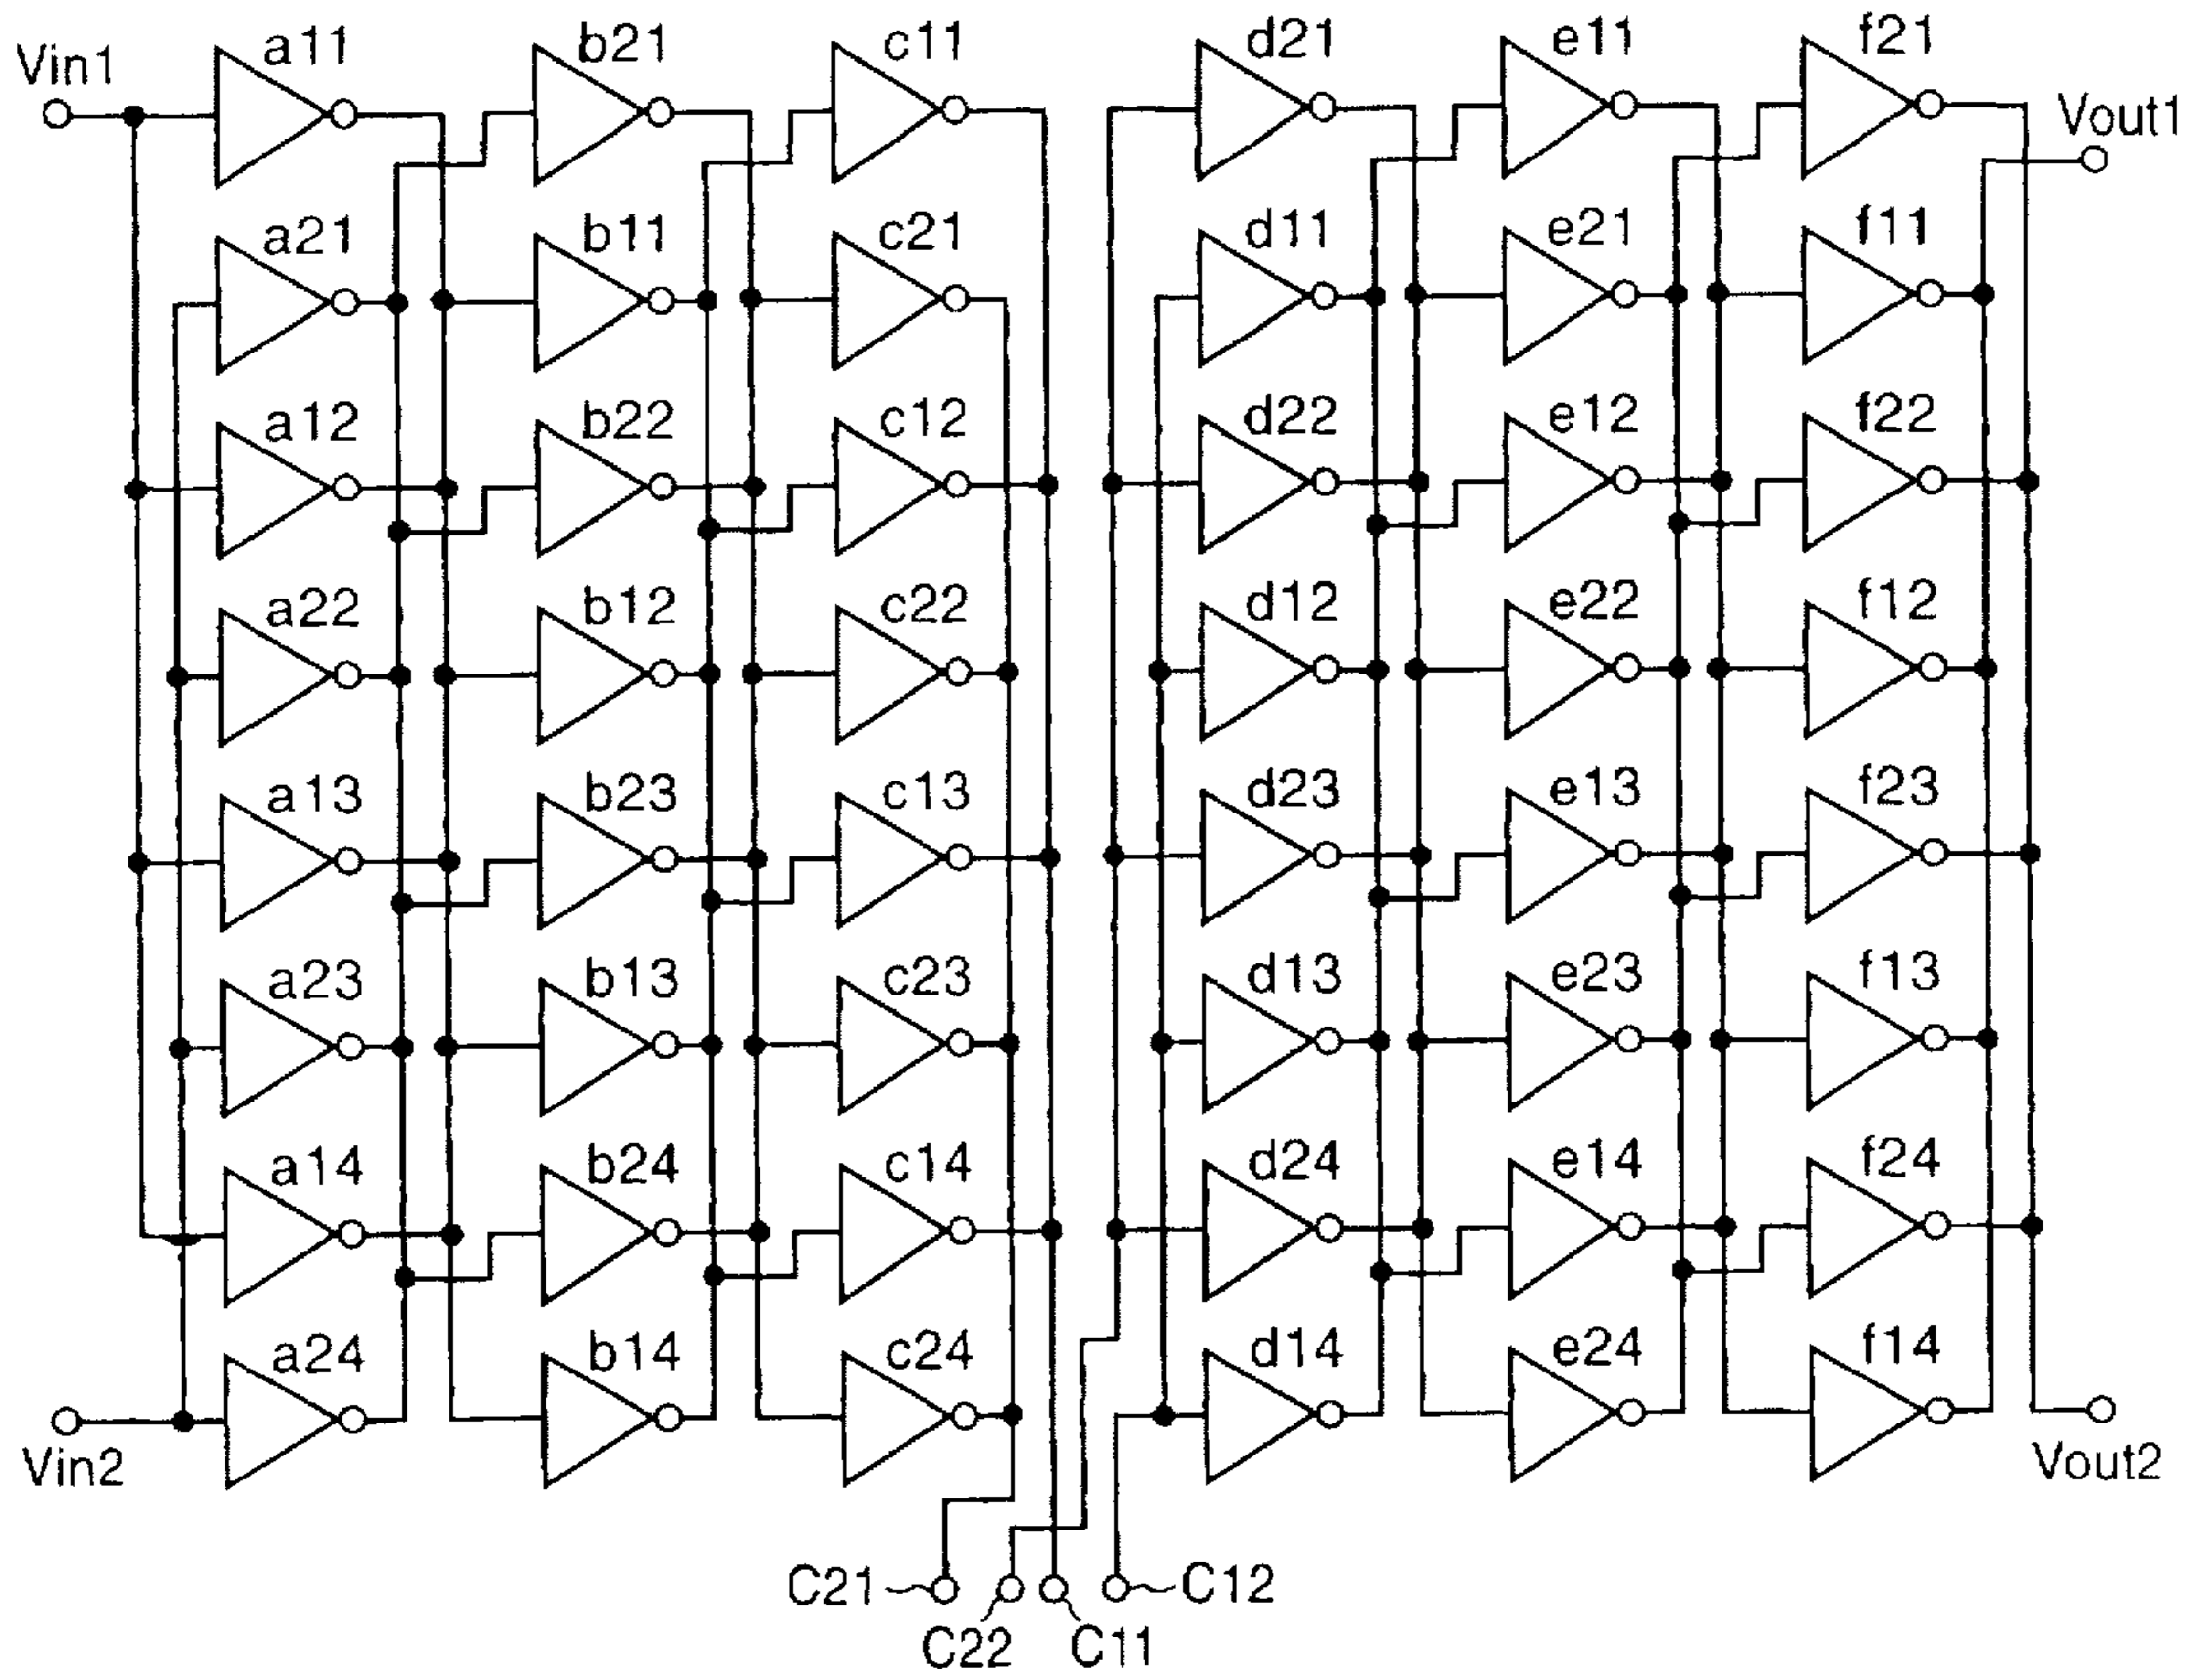 Vin1 a11 b21 c11 d21 e11 f21 Vout1
a21 b11 c21 d11 e21 f11
a12 b22 c12 d22 e12 f22
a22 b12 c22 d12 e22 f12
a13 b23 c13 d23 e13 f23
a23 b13 c23 d13 e23 f13
a14 b24 c14 d24 e14 f24
a24 b14 c24 d14 e24 f14
Vin2 Vout2
C21 C12
C22 C11